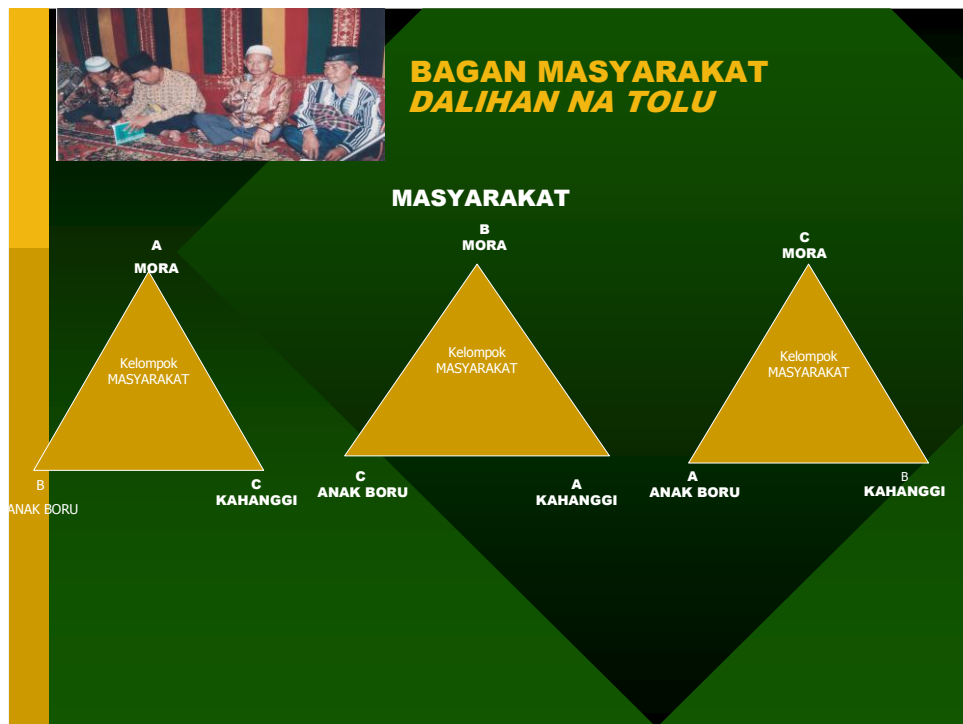 BAGAN MASYARAKAT
DALIHAN NA TOLU
MASYARAKAT
A
MORA
Kelompok
MASYARAKAT
B
ANAK BORU
C
KAHANGGI
B
MORA
Kelompok
MASYARAKAT
C
ANAK BORU
A
KAHANGGI
C
MORA
Kelompok
MASYARAKAT
A
ANAK BORU
B
KAHANGGI